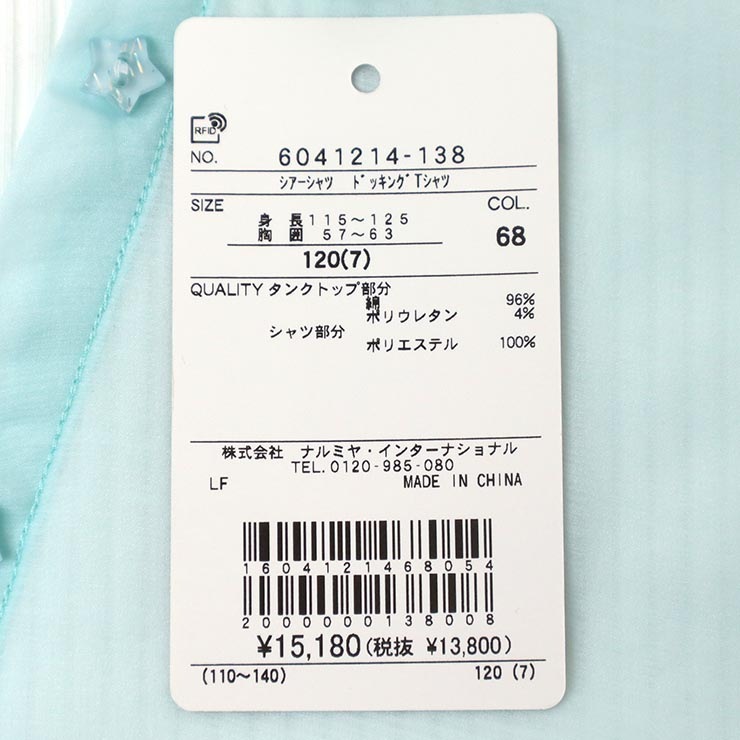 RFID
NO. 6041214-138
シアーシャツ ドッキングTシャツ
SIZE COL.
身 長 115〜125
胸 囲 57〜63
68
120(7)
QUALITY タンクトップ部分
綿 96%
ポリウレタン 4%
シャツ部分
ポリエステル 100%
株式会社 ナルミヤ・インターナショナル
TEL. 0120-985-080
LF MADE IN CHINA
1604121468054
2000000138008
¥15,180(税抜 ¥13,800)
(110〜140) 120 (7)